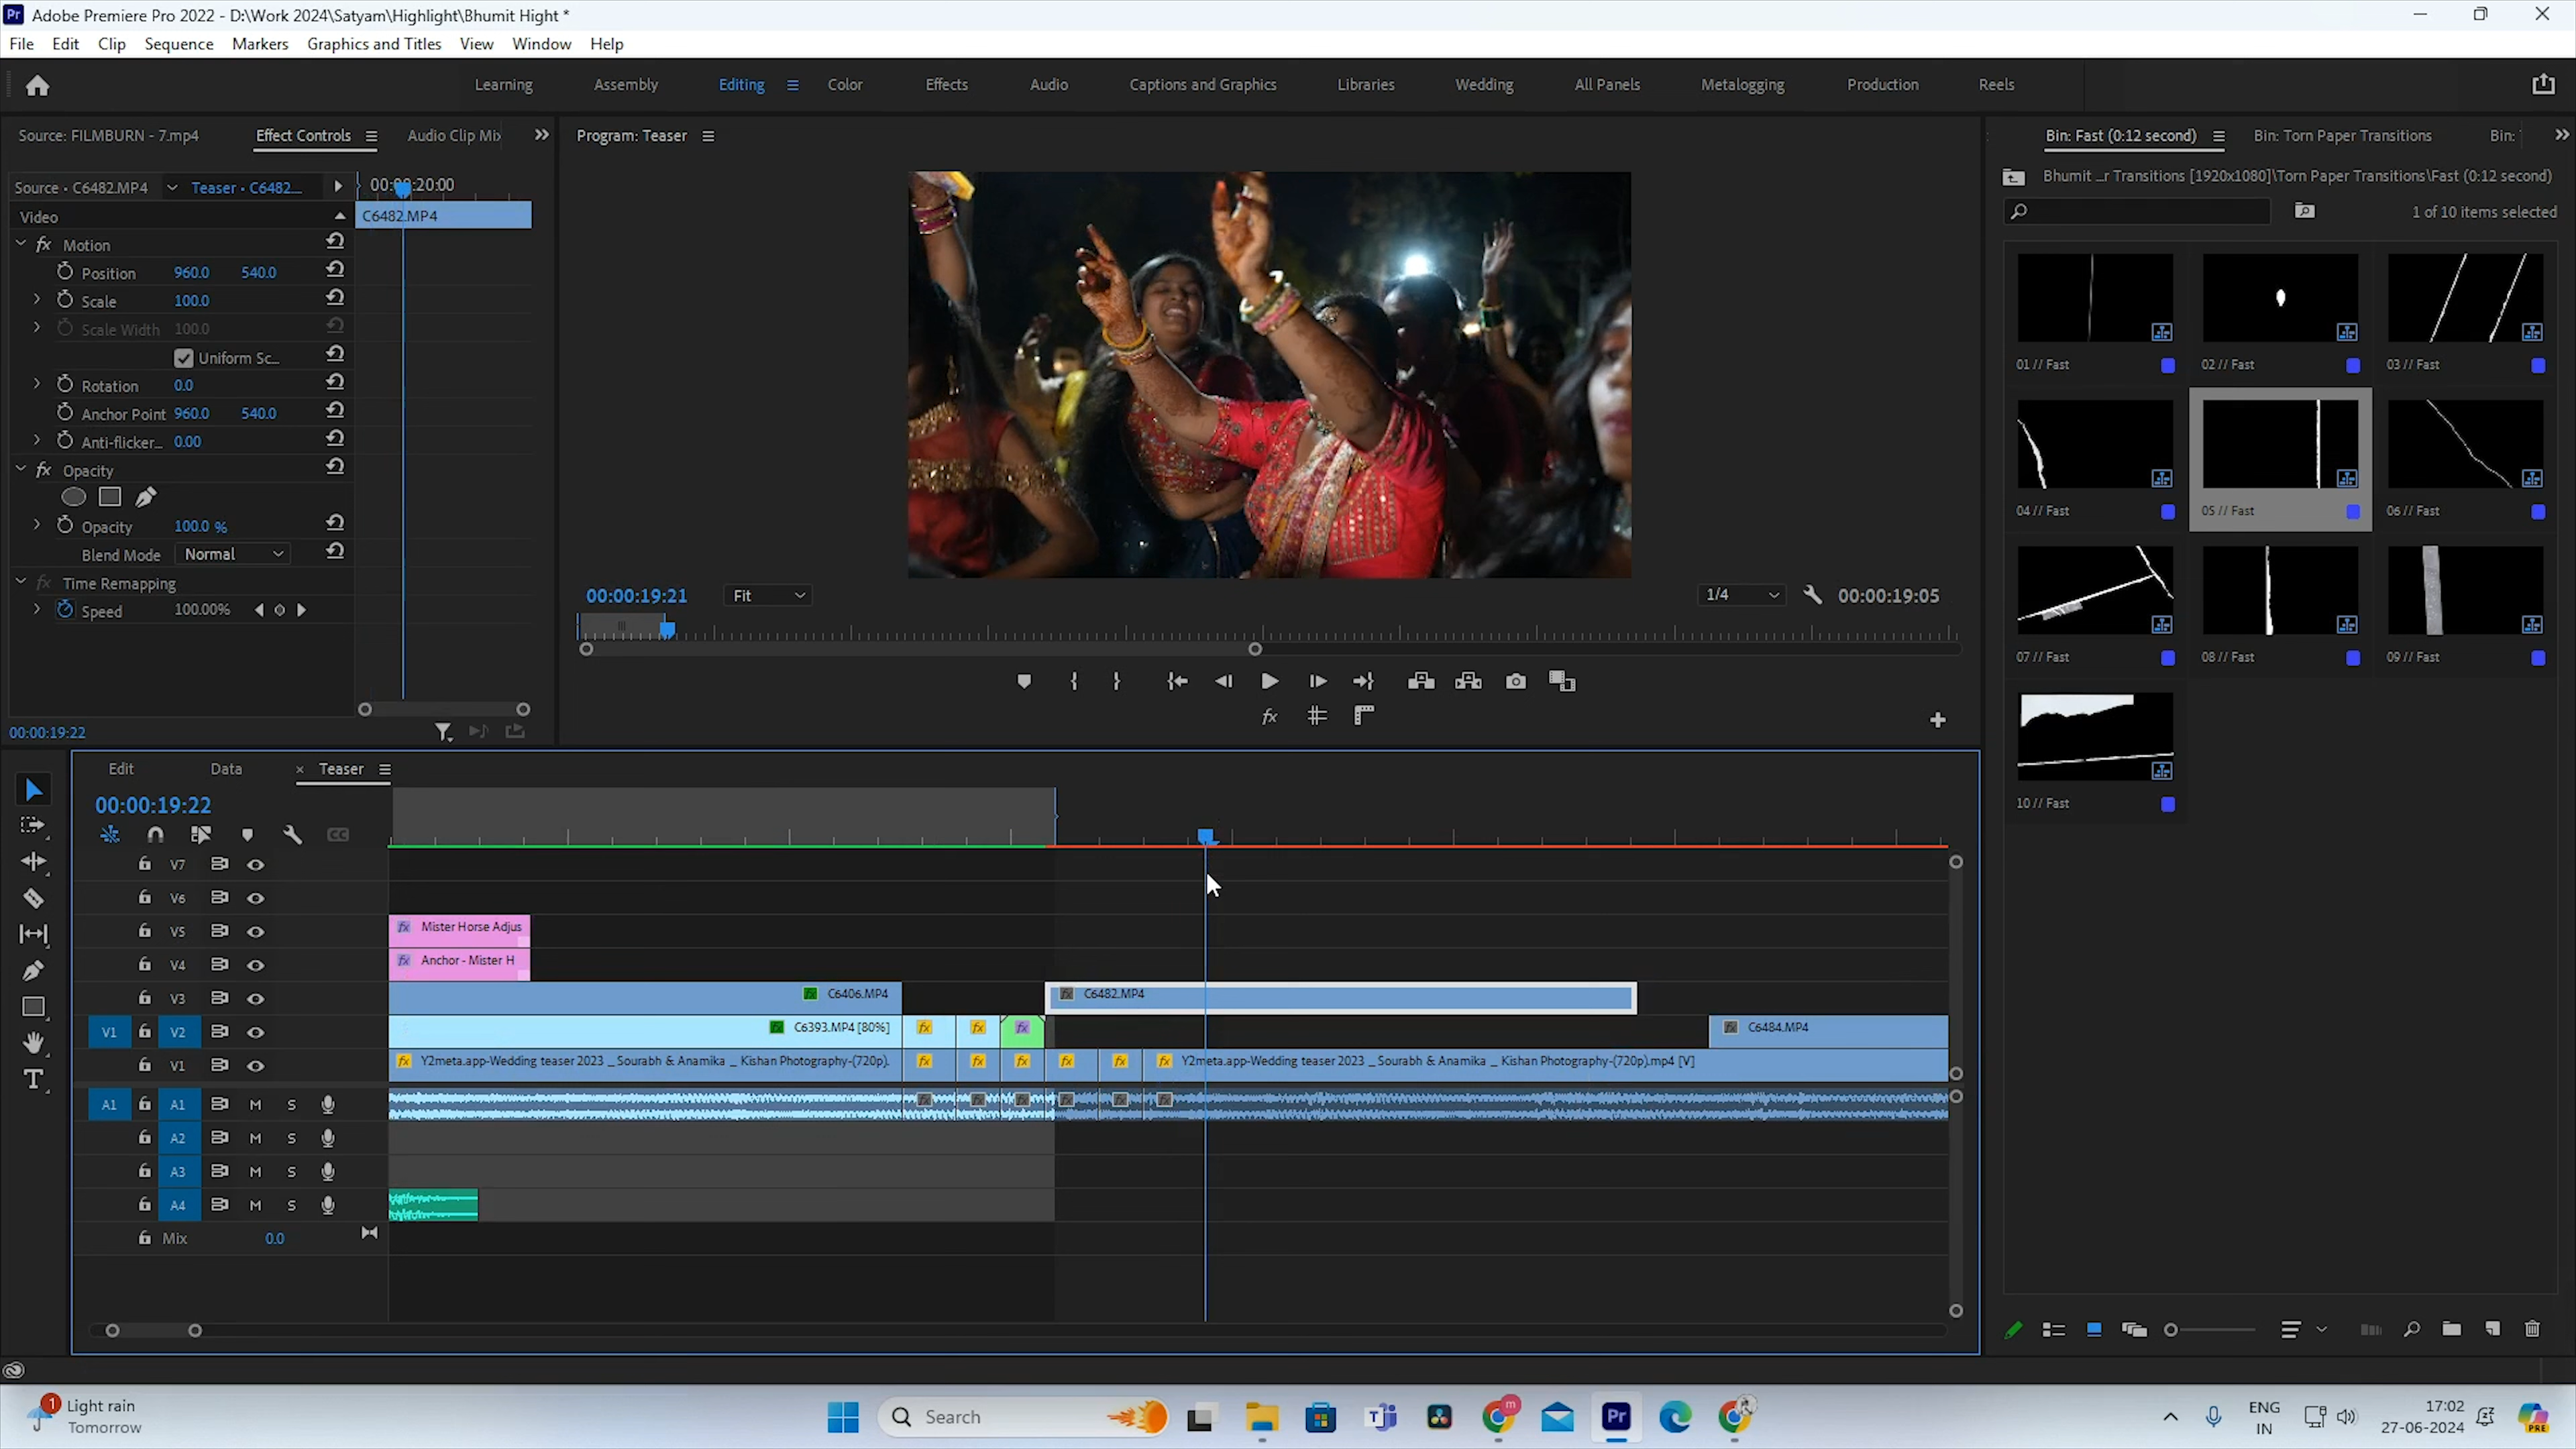 Adobe Premiere Pro 2022 - D:\Work 2024\Satyam\Highlight\Bhumit Hight *
File Edit Clip Sequence Markers Graphics and Titles View Window Help
Learning Assembly Editing Color Effects Audio Captions and Graphics Libraries Wedding All Panels Metalogging Production Reels
Source: FILMBURN - 7.mp4 Effect Controls Audio Clip Mix
Program: Teaser
Bin: Fast (0:12 second) Bin: Torn Paper Transitions Bin:
Source • C6482.MP4 Teaser • C6482...
Bhumit _r Transitions [1920x1080]\Torn Paper Transitions\Fast (0:12 second)
1 of 10 items selected
Video C6482.MP4
Motion
Position 960.0 540.0
Scale 100.0
Scale Width 100.0
Uniform Sc...
Rotation 0.0
Anchor Point 960.0 540.0
Anti-flicker... 0.00
Opacity
Opacity 100.0 %
Blend Mode Normal
Time Remapping
Speed 100.00%
00:00:19:22
00:00:19:21 Fit 1/4 00:00:19:05
01 // Fast 02 // Fast 03 // Fast
04 // Fast 05 // Fast 06 // Fast
07 // Fast 08 // Fast 09 // Fast
10 // Fast
Edit Data × Teaser
00:00:19:22
V7
V6
V5 fx Mister Horse Adjus
V4 fx Anchor - Mister H
V3 C6406.MP4 C6482.MP4
V1 V2 C6393.MP4 [80%] C6484.MP4
V1 Y2meta.app-Wedding teaser 2023 _ Sourabh & Anamika _ Kishan Photography-(720p). Y2meta.app-Wedding teaser 2023 _ Sourabh & Anamika _ Kishan Photography-(720p).mp4 [V]
A1 A1 M S
A2 M S
A3 M S
A4 M S
Mix 0.0
1 Light rain
Tomorrow
Search
Pr
ENG
IN
17:02
27-06-2024
PRE